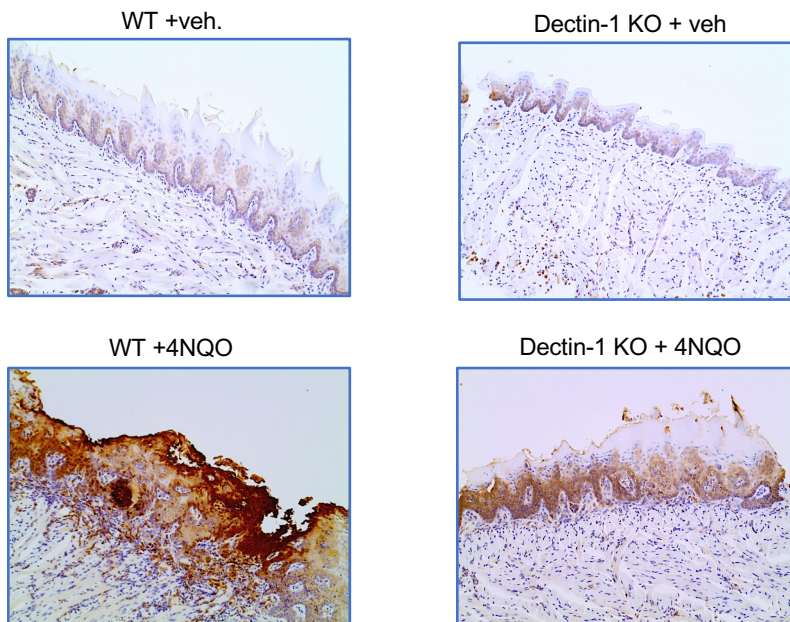 WT +veh.
Dectin-1 KO + veh
WT +4NQO
Dectin-1 KO + 4NQO